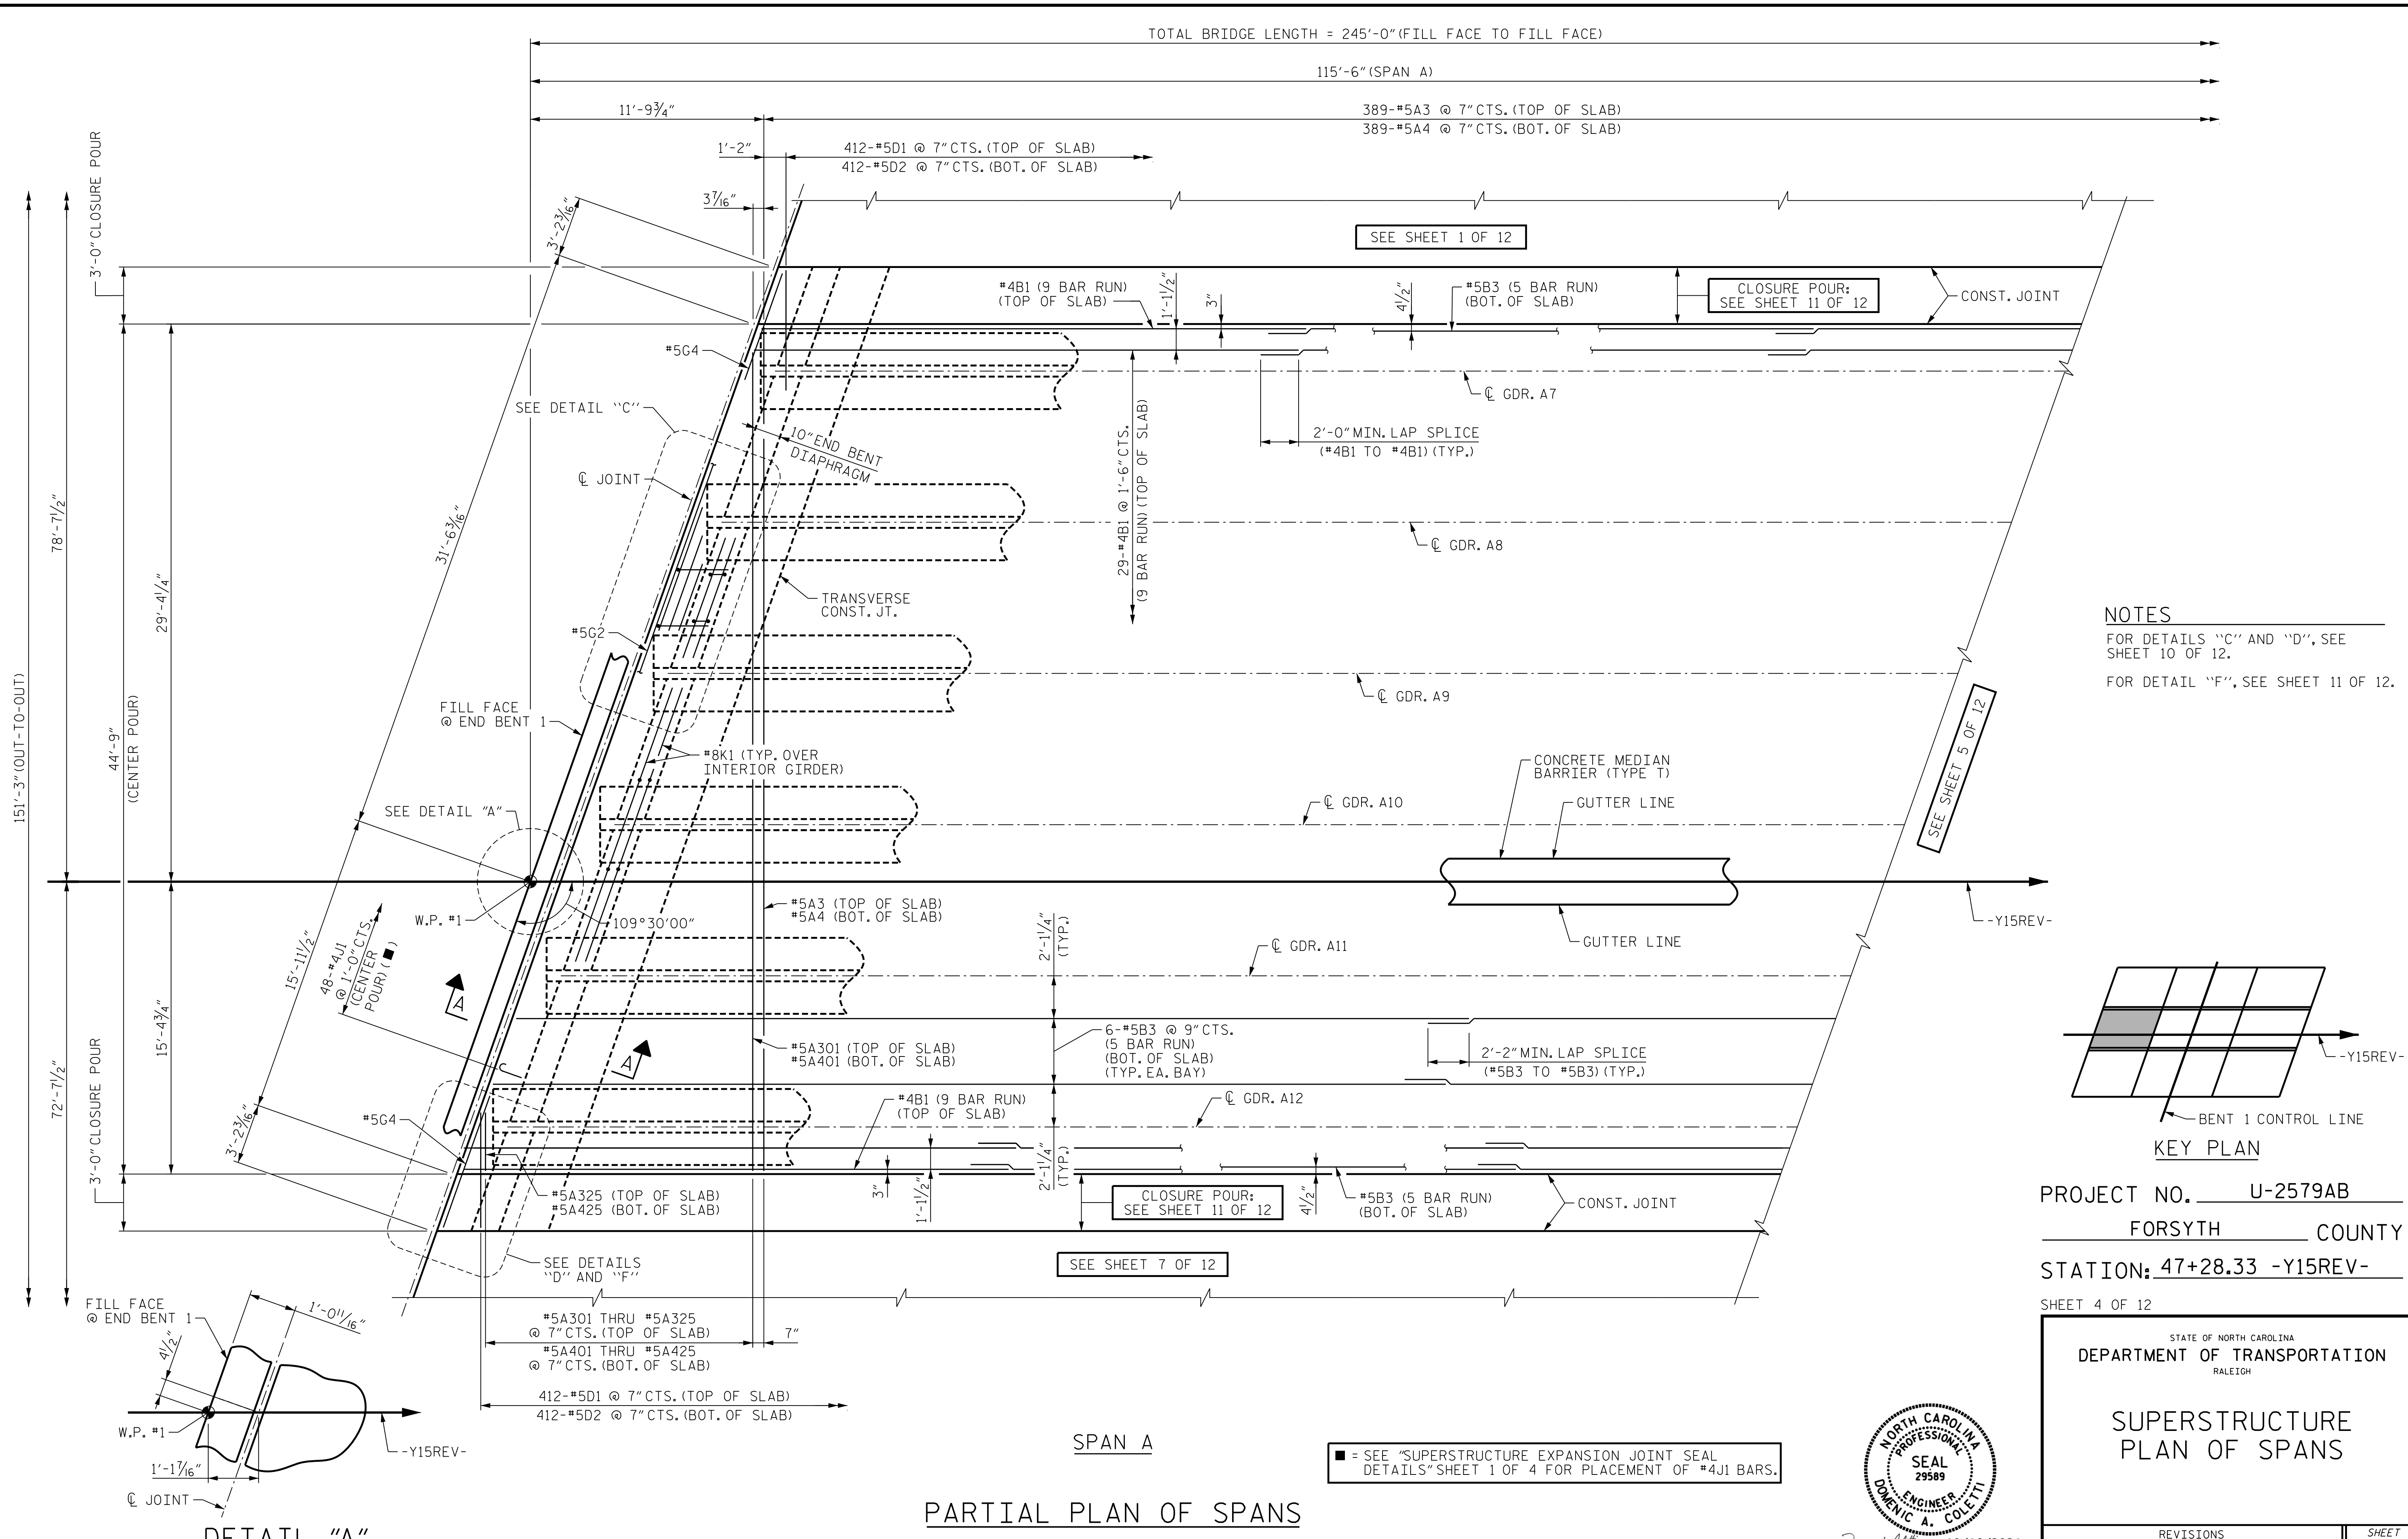 TOTAL BRIDGE LENGTH = 245'-0" (FILL FACE TO FILL FACE)
115'-6" (SPAN A)
11'-9¾"
389-#5A3 @ 7" CTS. (TOP OF SLAB)
389-#5A4 @ 7" CTS. (BOT. OF SLAB)
1'-2"
412-#5D1 @ 7" CTS. (TOP OF SLAB)
412-#5D2 @ 7" CTS. (BOT. OF SLAB)
3'-0" CLOSURE POUR
3'-2 3/16"
3 7/16"
SEE SHEET 1 OF 12
#4B1 (9 BAR RUN)
(TOP OF SLAB)
1'-1½"
3"
4½"
#5B3 (5 BAR RUN)
(BOT. OF SLAB)
CLOSURE POUR:
SEE SHEET 11 OF 12
CONST. JOINT
#5G4
℄ GDR. A7
SEE DETAIL "C"
10" END BENT
DIAPHRAGM
2'-0" MIN. LAP SPLICE
(#4B1 TO #4B1) (TYP.)
29-#4B1 @ 1'-6" CTS.
(9 BAR RUN) (TOP OF SLAB)
℄ JOINT
78'-7½"
31'-6 3/16"
℄ GDR. A8
29'-4¼"
TRANSVERSE
CONST. JT.
NOTES
FOR DETAILS "C" AND "D", SEE
SHEET 10 OF 12.
FOR DETAIL "F", SEE SHEET 11 OF 12.
#5G2
℄ GDR. A9
151'-3" (OUT-TO-OUT)
44'-9"
(CENTER POUR)
FILL FACE
@ END BENT 1
#8K1 (TYP. OVER
INTERIOR GIRDER)
CONCRETE MEDIAN
BARRIER (TYPE T)
SEE SHEET 5 OF 12
SEE DETAIL "A"
℄ GDR. A10
GUTTER LINE
W.P. #1
109°30'00"
#5A3 (TOP OF SLAB)
#5A4 (BOT. OF SLAB)
-Y15REV-
2'-1¼"
(TYP.)
GUTTER LINE
℄ GDR. A11
15'-11½"
48-#4J1
@ 1'-0" CTS.
(CENTER
POUR) (■)
A
A
15'-4¾"
72'-7½"
3'-0" CLOSURE POUR
#5A301 (TOP OF SLAB)
#5A401 (BOT. OF SLAB)
6-#5B3 @ 9" CTS.
(5 BAR RUN)
(BOT. OF SLAB)
(TYP. EA. BAY)
2'-2" MIN. LAP SPLICE
(#5B3 TO #5B3) (TYP.)
-Y15REV-
BENT 1 CONTROL LINE
KEY PLAN
#5G4
3'-2 3/16"
#4B1 (9 BAR RUN)
(TOP OF SLAB)
℄ GDR. A12
2'-1¼"
(TYP.)
#5A325 (TOP OF SLAB)
#5A425 (BOT. OF SLAB)
3"
1'-1½"
CLOSURE POUR:
SEE SHEET 11 OF 12
4½"
#5B3 (5 BAR RUN)
(BOT. OF SLAB)
CONST. JOINT
SEE DETAILS
"D" AND "F"
SEE SHEET 7 OF 12
PROJECT NO. U-2579AB
FORSYTH COUNTY
STATION: 47+28.33 -Y15REV-
SHEET 4 OF 12
#5A301 THRU #5A325
@ 7" CTS. (TOP OF SLAB)
7"
#5A401 THRU #5A425
@ 7" CTS. (BOT. OF SLAB)
412-#5D1 @ 7" CTS. (TOP OF SLAB)
412-#5D2 @ 7" CTS. (BOT. OF SLAB)
FILL FACE
@ END BENT 1
1'-0 11/16"
4½"
W.P. #1
-Y15REV-
1'-1 7/16"
℄ JOINT
DETAIL "A"
SPAN A
■ = SEE "SUPERSTRUCTURE EXPANSION JOINT SEAL
DETAILS" SHEET 1 OF 4 FOR PLACEMENT OF #4J1 BARS.
PARTIAL PLAN OF SPANS
NORTH CAROLINA
PROFESSIONAL
SEAL
29589
ENGINEER
DOMENIC A. COLETTI
STATE OF NORTH CAROLINA
DEPARTMENT OF TRANSPORTATION
RALEIGH
SUPERSTRUCTURE
PLAN OF SPANS
REVISIONS
SHEET